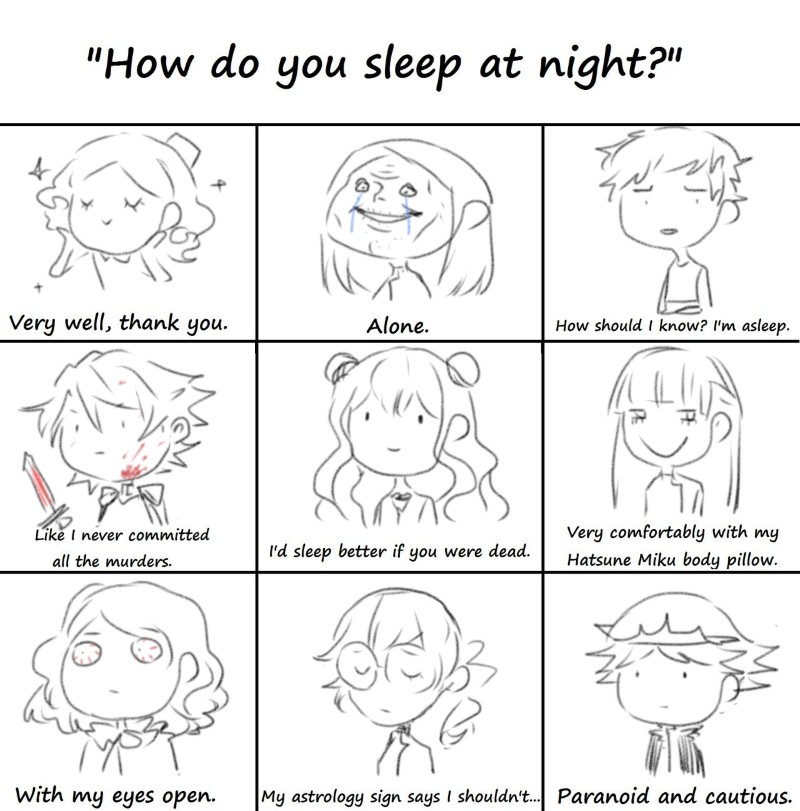 "How do you sleep at night?"
Very well, thank you.
Alone.
How should I know? I'm asleep.
Like I never committed
all the murders.
I'd sleep better if you were dead.
Very comfortably with my
Hatsune Miku body pillow.
With my eyes open.
My astrology sign says I shouldn't...
Paranoid and cautious.